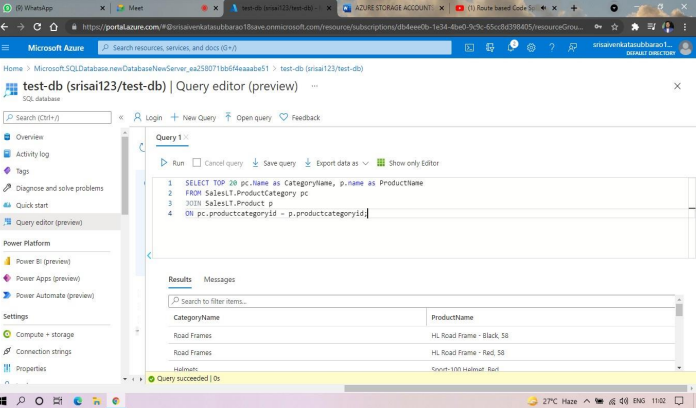 (9) WhatsApp
Meet
test-db (srisai123/test-db) -
AZURE STORAGE ACCOUNT
(1) Route based Code Spl
https://portal.azure.com/#@srisaivenkatasubbarao18save.onmicrosoft.com/resource/subscriptions/db4eee0b-1e34-4be0-9c9c-65cc8d398405/resourceGrou...
Microsoft Azure
Search resources, services, and docs (G+/)
srisaivenkatasubbarao1...
DEFAULT DIRECTORY
Home > Microsoft.SQLDatabase.newDatabaseNewServer_ea258071bb6f4eaaabe51 > test-db (srisai123/test-db)
test-db (srisai123/test-db) | Query editor (preview) ...
SQL database
Search (Ctrl+/)
Login
New Query
Open query
Feedback
Overview
Activity log
Tags
Diagnose and solve problems
Quick start
Query editor (preview)
Power Platform
Power BI (preview)
Power Apps (preview)
Power Automate (preview)
Settings
Compute + storage
Connection strings
Properties
Query 1
Run
Cancel query
Save query
Export data as
Show only Editor
1 SELECT TOP 20 pc.Name as CategoryName, p.name as ProductName
2 FROM SalesLT.ProductCategory pc
3 JOIN SalesLT.Product p
4 ON pc.productcategoryid = p.productcategoryid;
Results
Messages
Search to filter items...
CategoryName
ProductName
Road Frames
HL Road Frame - Black, 58
Road Frames
HL Road Frame - Red, 58
Helmets
Sport-100 Helmet, Red
Query succeeded | 0s
27°C Haze
ENG
11:02